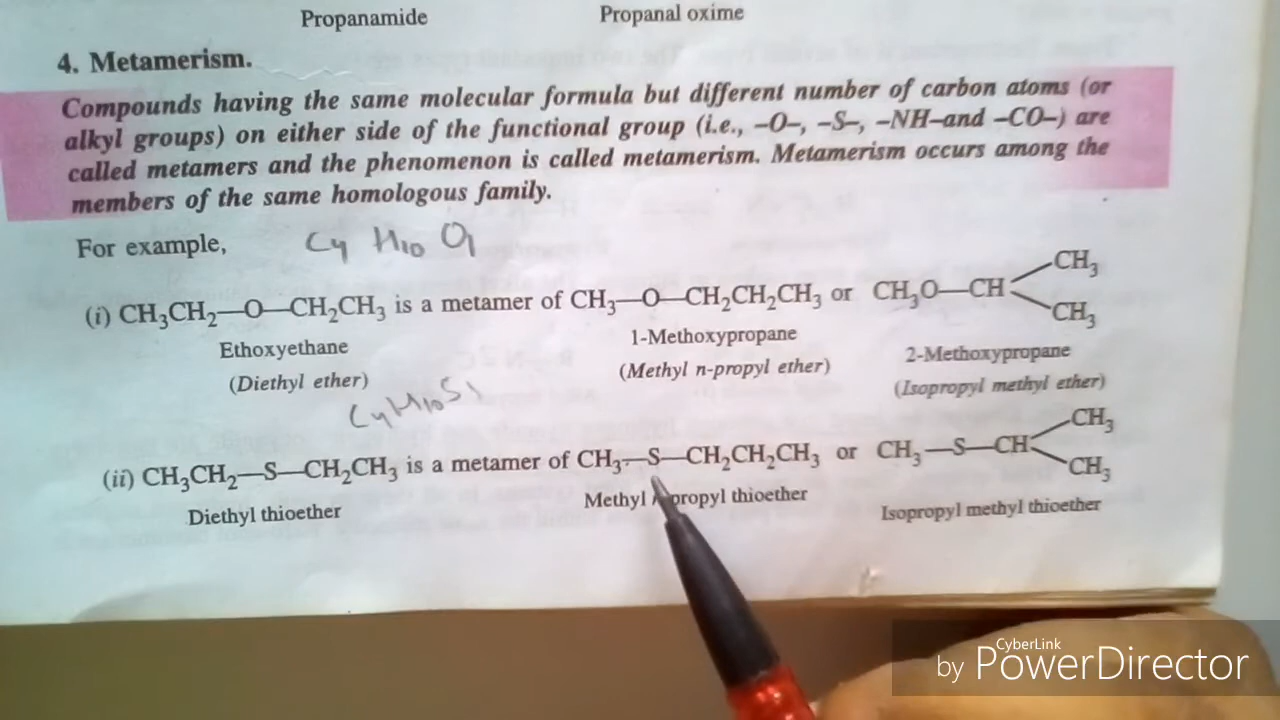 Propanamide Propanal oxime
4. Metamerism.
Compounds having the same molecular formula but different number of carbon atoms (or
alkyl groups) on either side of the functional group (i.e., –O–, –S–, –NH–and –CO–) are
called metamers and the phenomenon is called metamerism. Metamerism occurs among the
members of the same homologous family.
For example, C4 H10 O1
CH3
(i) CH3CH2—O—CH2CH3 is a metamer of CH3—O—CH2CH2CH3 or CH3O—CH
CH3
Ethoxyethane 1-Methoxypropane 2-Methoxypropane
(Diethyl ether) (Methyl n-propyl ether) (Isopropyl methyl ether)
C4H10S1
CH3
(ii) CH3CH2—S—CH2CH3 is a metamer of CH3—S—CH2CH2CH3 or CH3—S—CH
CH3
Diethyl thioether Methyl propyl thioether Isopropyl methyl thioether
CyberLink
by PowerDirector